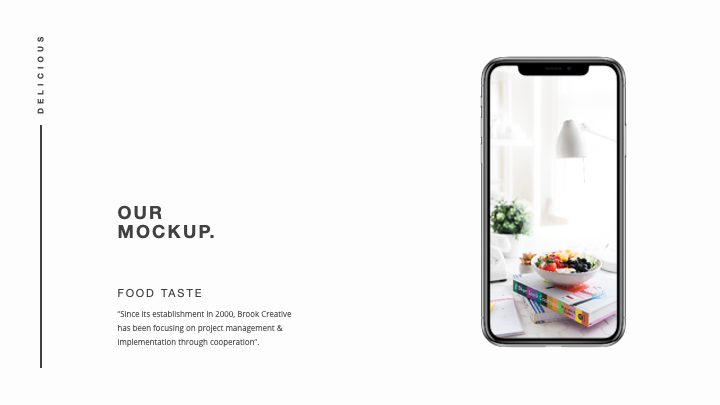 DELICIOUS
OUR
MOCKUP.
FOOD TASTE
"Since its establishment in 2000, Brook Creative
has been focusing on project management &
implementation through cooperation".